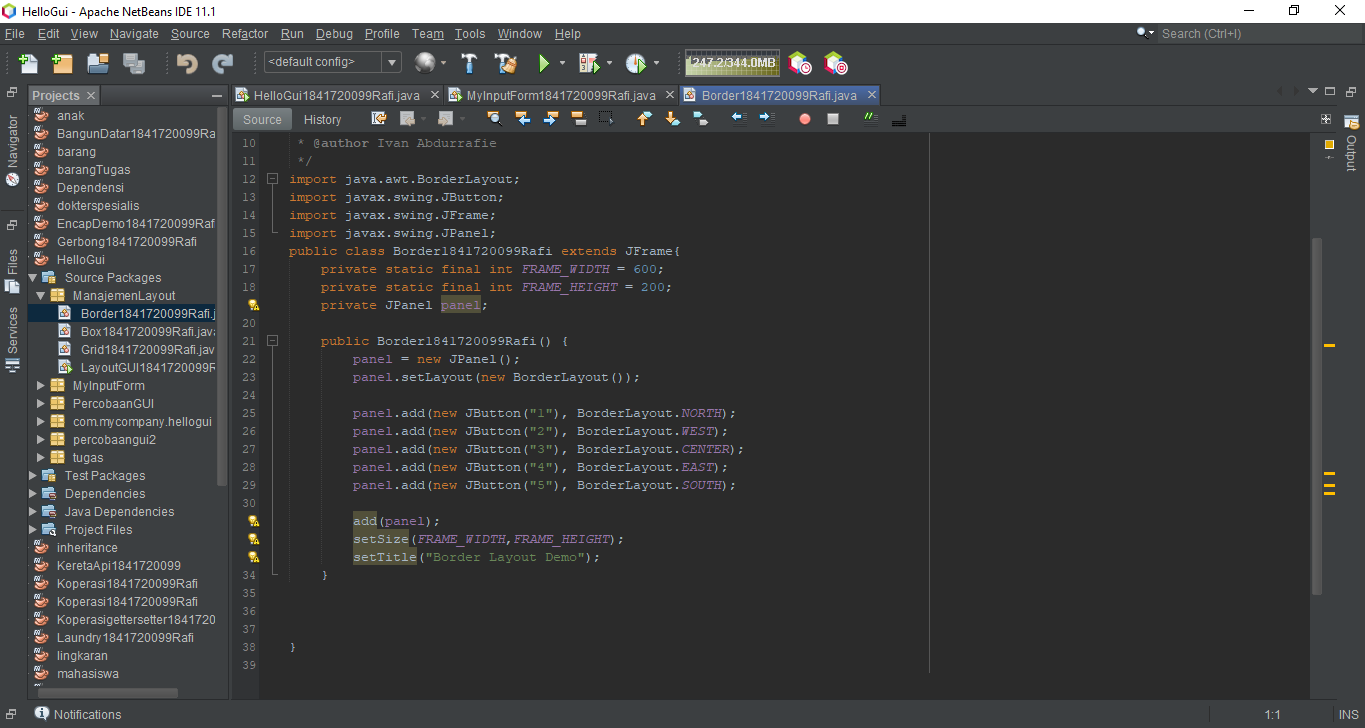 HelloGui - Apache NetBeans IDE 11.1
File Edit View Navigate Source Refactor Run Debug Profile Team Tools Window Help
Search (Ctrl+I)
<default config>
247.2/344.0MB
Projects
HelloGui1841720099Rafi.java
MyInputForm1841720099Rafi.java
Border1841720099Rafi.java
Source History
Navigator
Files
Services
Output
anak
BangunDatar1841720099Ra
barang
barangTugas
Dependensi
dokterspesialis
EncapDemo1841720099Raf
Gerbong1841720099Rafi
HelloGui
Source Packages
ManajemenLayout
Border1841720099Rafi.j
Box1841720099Rafi.java
Grid1841720099Rafi.jav
LayoutGUI1841720099R
MyInputForm
PercobaanGUI
com.mycompany.hellogui
percobaangui2
tugas
Test Packages
Dependencies
Java Dependencies
Project Files
inheritance
KeretaApi1841720099
Koperasi1841720099Rafi
Koperasi1841720099Rafi
Koperasigettersetter1841720
Laundry1841720099Rafi
lingkaran
mahasiswa
10 * @author Ivan Abdurrafie
11 */
12 import java.awt.BorderLayout;
13 import javax.swing.JButton;
14 import javax.swing.JFrame;
15 import javax.swing.JPanel;
16 public class Border1841720099Rafi extends JFrame{
17 private static final int FRAME_WIDTH = 600;
18 private static final int FRAME_HEIGHT = 200;
private JPanel panel;
20
21 public Border1841720099Rafi() {
22 panel = new JPanel();
23 panel.setLayout(new BorderLayout());
24
25 panel.add(new JButton("1"), BorderLayout.NORTH);
26 panel.add(new JButton("2"), BorderLayout.WEST);
27 panel.add(new JButton("3"), BorderLayout.CENTER);
28 panel.add(new JButton("4"), BorderLayout.EAST);
29 panel.add(new JButton("5"), BorderLayout.SOUTH);
30
add(panel);
setSize(FRAME_WIDTH,FRAME_HEIGHT);
setTitle("Border Layout Demo");
34 }
35
36
37
38 }
39
Notifications
1:1 INS